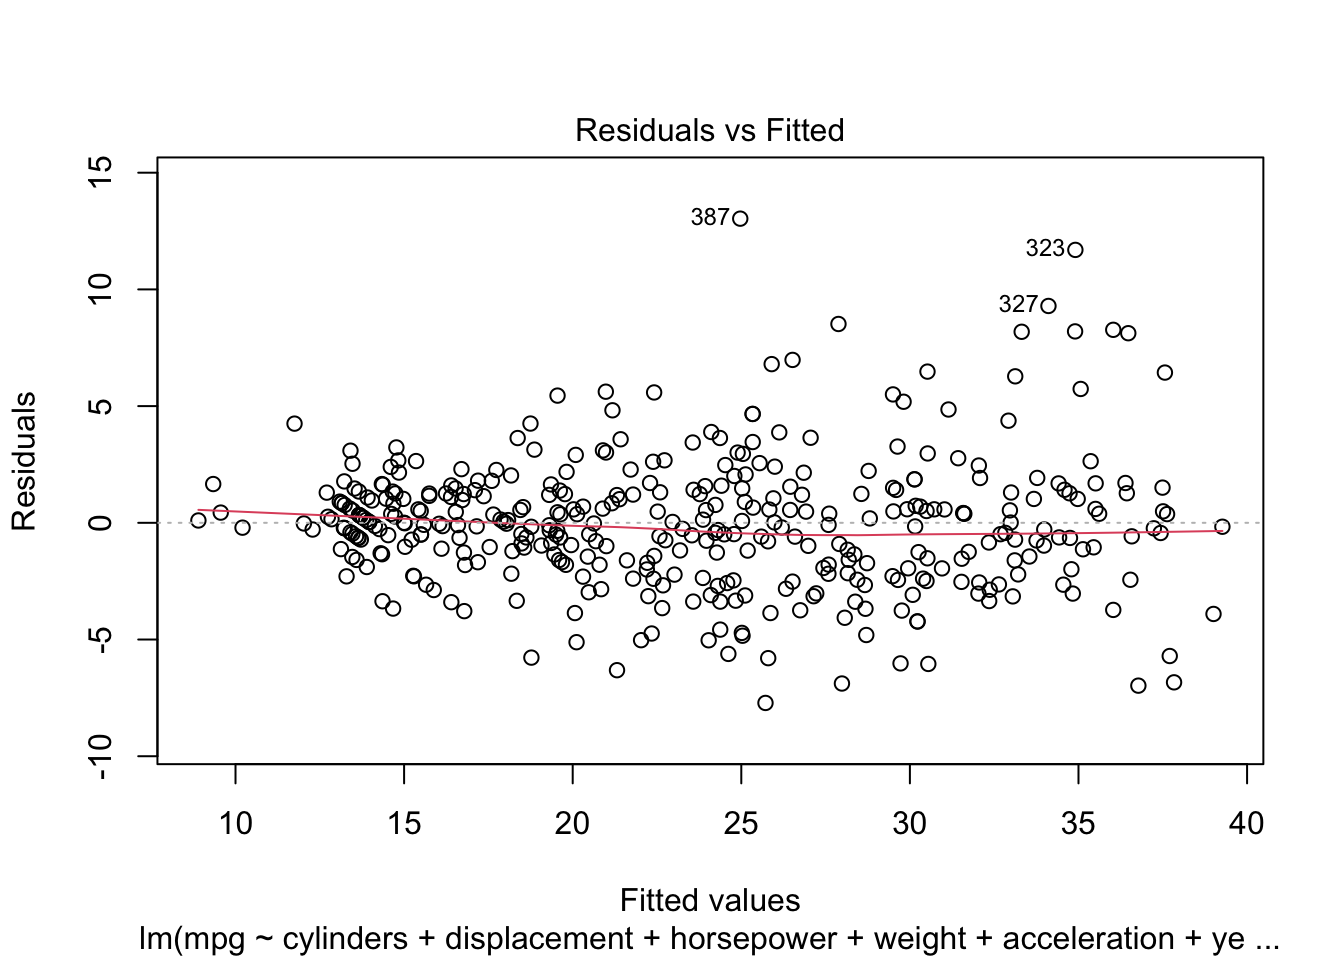 Residuals vs Fitted
15
10
5
0
-5
-10
Residuals
387
323
327
10 15 20 25 30 35 40
Fitted values
lm(mpg ~ cylinders + displacement + horsepower + weight + acceleration + ye ...